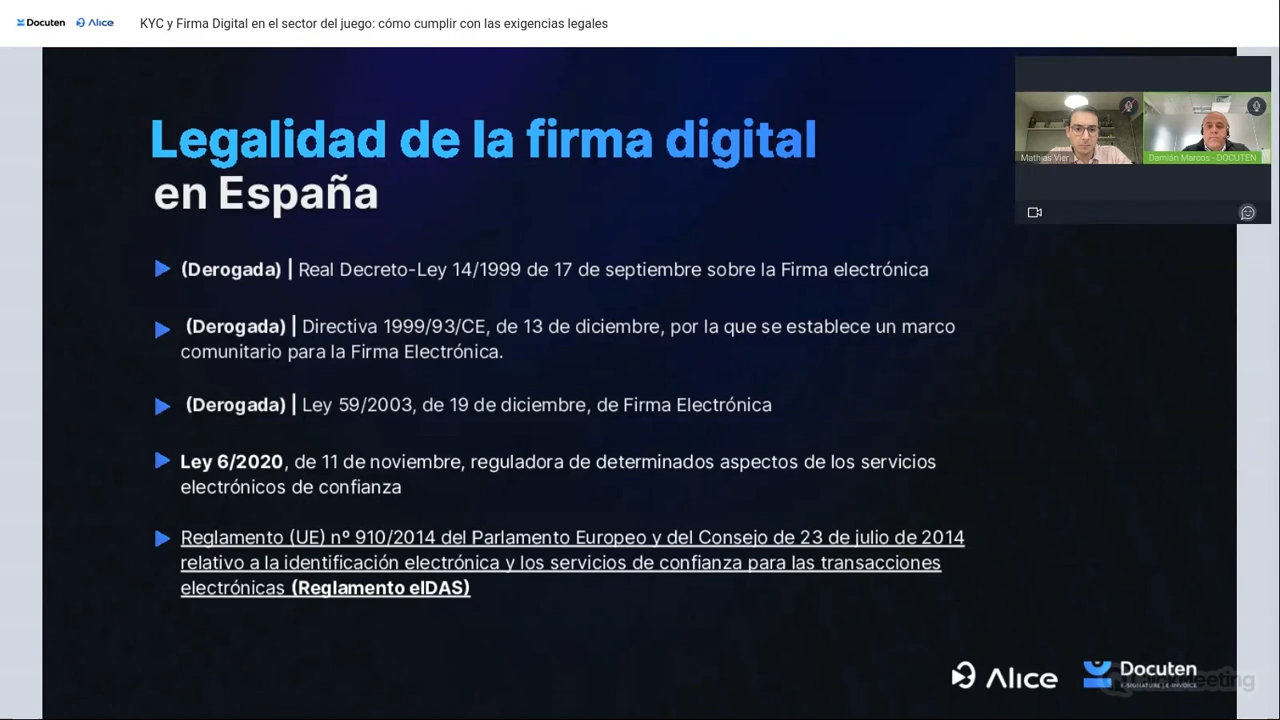 Docuten Alice KYC y Firma Digital en el sector del juego: cómo cumplir con las exigencias legales
Legalidad de la firma digital
en España
Mathias Vier
Damián Marcos - DOCUTEN
(Derogada) | Real Decreto-Ley 14/1999 de 17 de septiembre sobre la Firma electrónica
(Derogada) | Directiva 1999/93/CE, de 13 de diciembre, por la que se establece un marco
comunitario para la Firma Electrónica.
(Derogada) | Ley 59/2003, de 19 de diciembre, de Firma Electrónica
Ley 6/2020, de 11 de noviembre, reguladora de determinados aspectos de los servicios
electrónicos de confianza
Reglamento (UE) nº 910/2014 del Parlamento Europeo y del Consejo de 23 de julio de 2014
relativo a la identificación electrónica y los servicios de confianza para las transacciones
electrónicas (Reglamento eIDAS)
Alice
Docuten
E-SIGNATURE | E-INVOICE